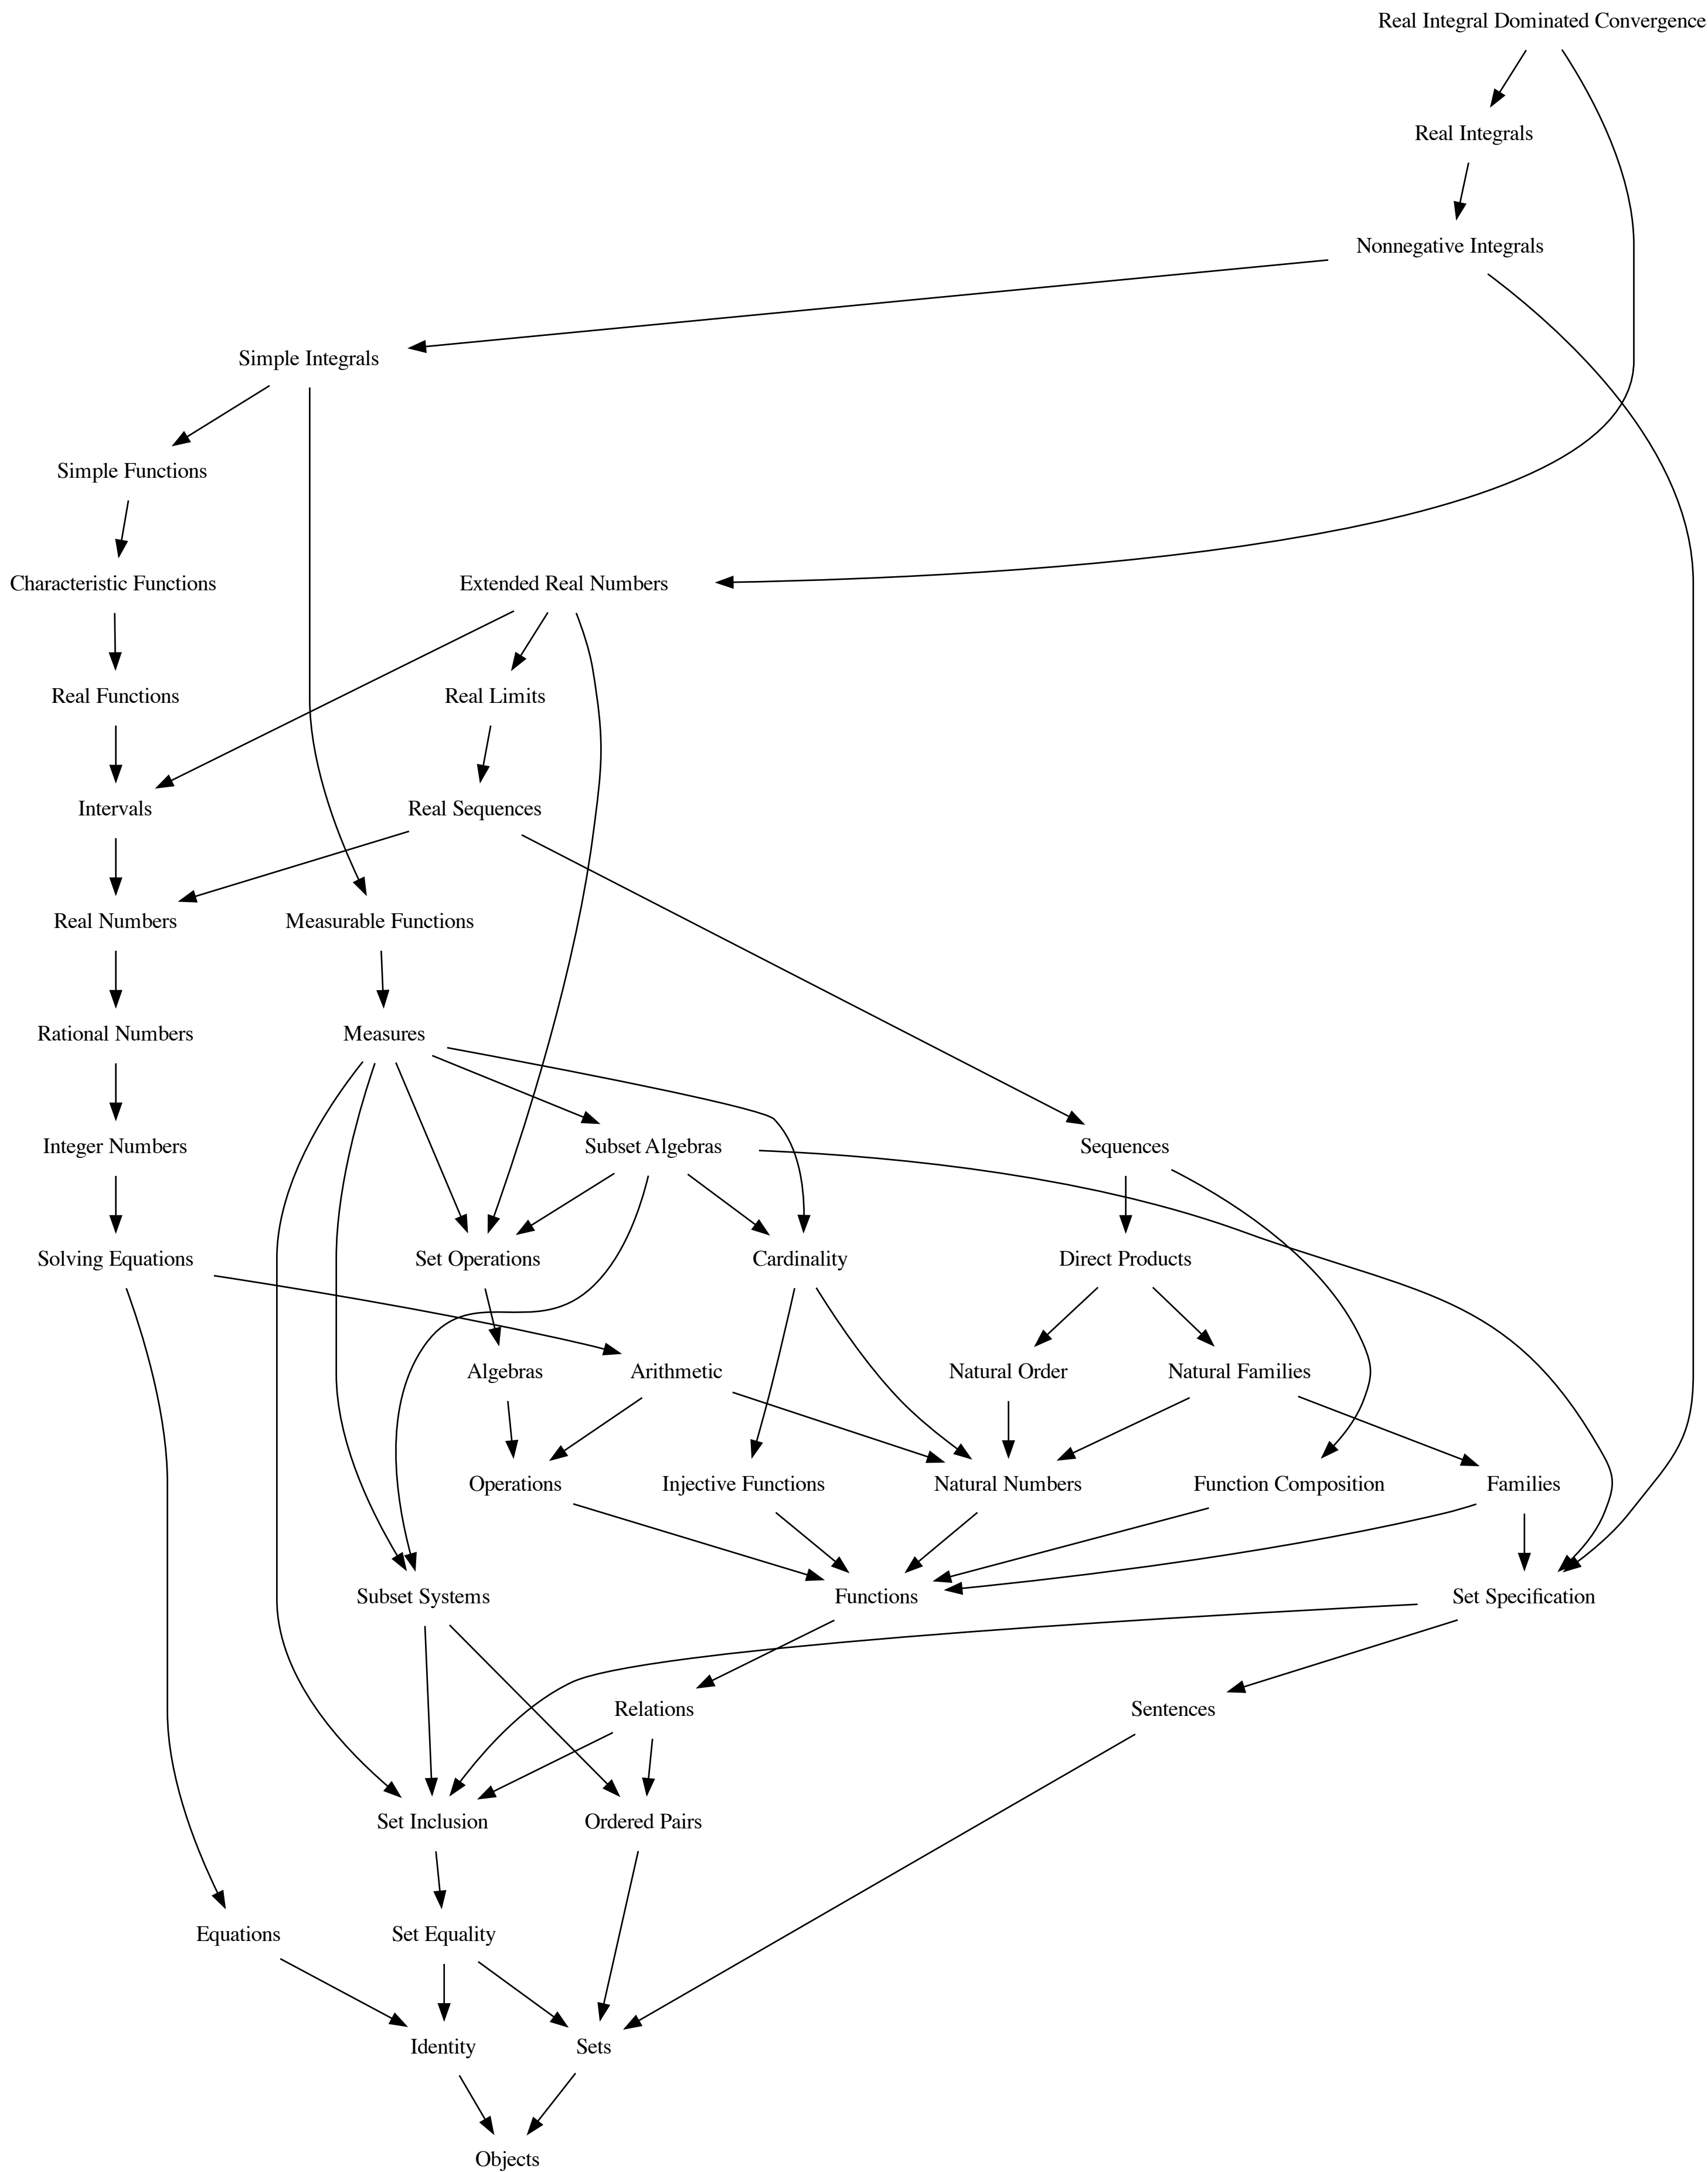 Real Integral Dominated Convergence
Real Integrals
Nonnegative Integrals
Simple Integrals
Simple Functions
Characteristic Functions
Extended Real Numbers
Real Functions
Real Limits
Intervals
Real Sequences
Real Numbers
Measurable Functions
Rational Numbers
Measures
Integer Numbers
Subset Algebras
Sequences
Solving Equations
Set Operations
Cardinality
Direct Products
Algebras
Arithmetic
Natural Order
Natural Families
Operations
Injective Functions
Natural Numbers
Function Composition
Families
Subset Systems
Functions
Set Specification
Relations
Sentences
Set Inclusion
Ordered Pairs
Equations
Set Equality
Identity
Sets
Objects